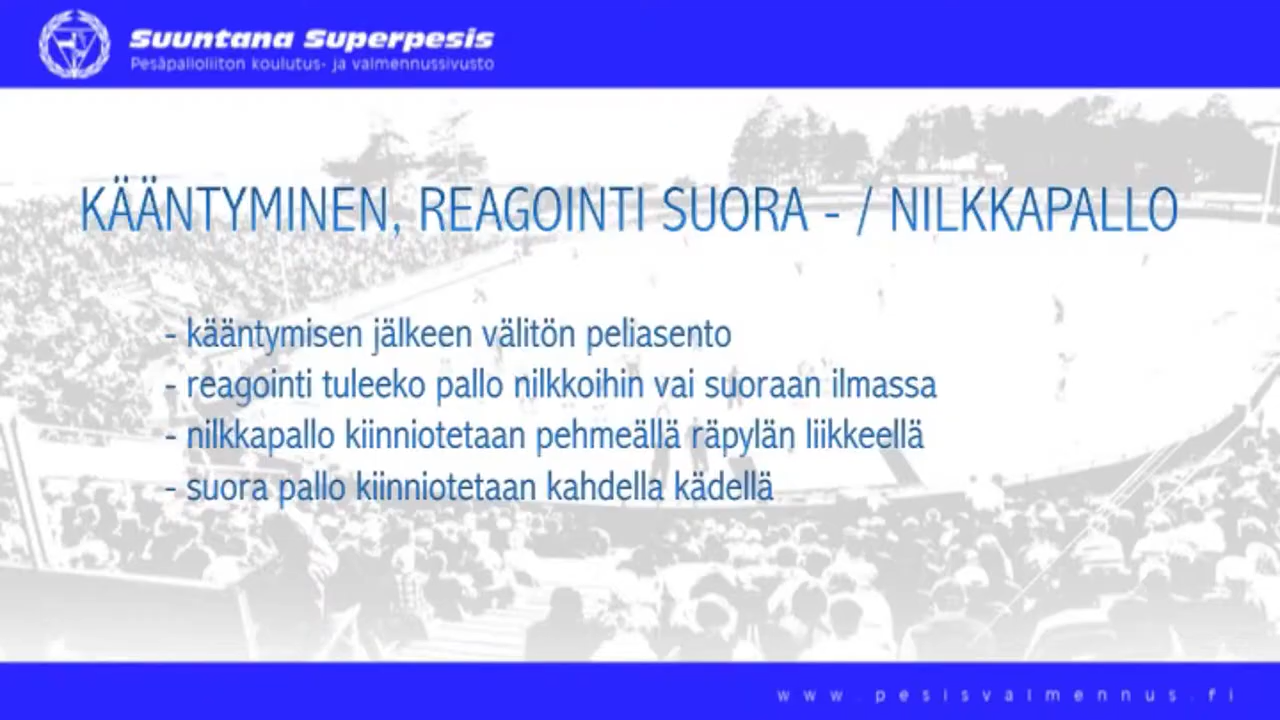 Suuntana Superpesis
Pesäpalloliiton koulutus- ja valmennussivusto
KÄÄNTYMINEN, REAGOINTI SUORA - / NILKKAPALLO
- kääntymisen jälkeen välitön peliasento
- reagointi tuleeko pallo nilkkoihin vai suoraan ilmassa
- nilkkapallo kiinniotetaan pehmeällä räpylän liikkeellä
- suora pallo kiinniotetaan kahdella kädellä
www.pesisvalmennus.fi